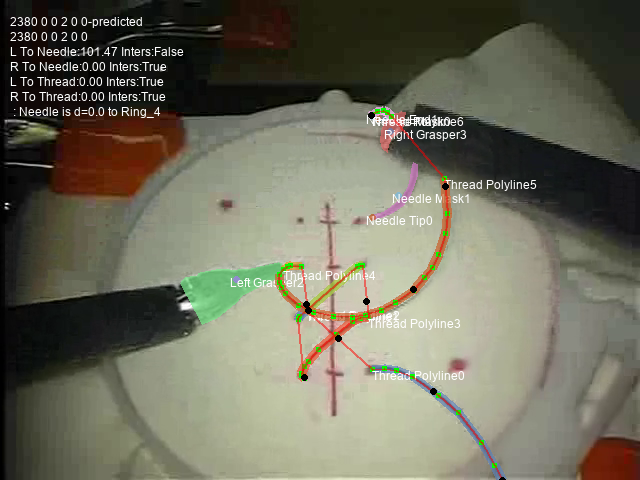 2380 0 0 2 0 0-predicted
2380 0 0 2 0 0
L To Needle:101.47 Inters:False
R To Needle:0.00 Inters:True
L To Thread:0.00 Inters:True
R To Thread:0.00 Inters:True
: Needle is d=0.0 to Ring_4
Right Grasper3
Thread Polyline5
Needle Mask1
Needle Tip0
Thread Polyline4
Left Grasper2
Thread Polyline3
Thread Polyline0